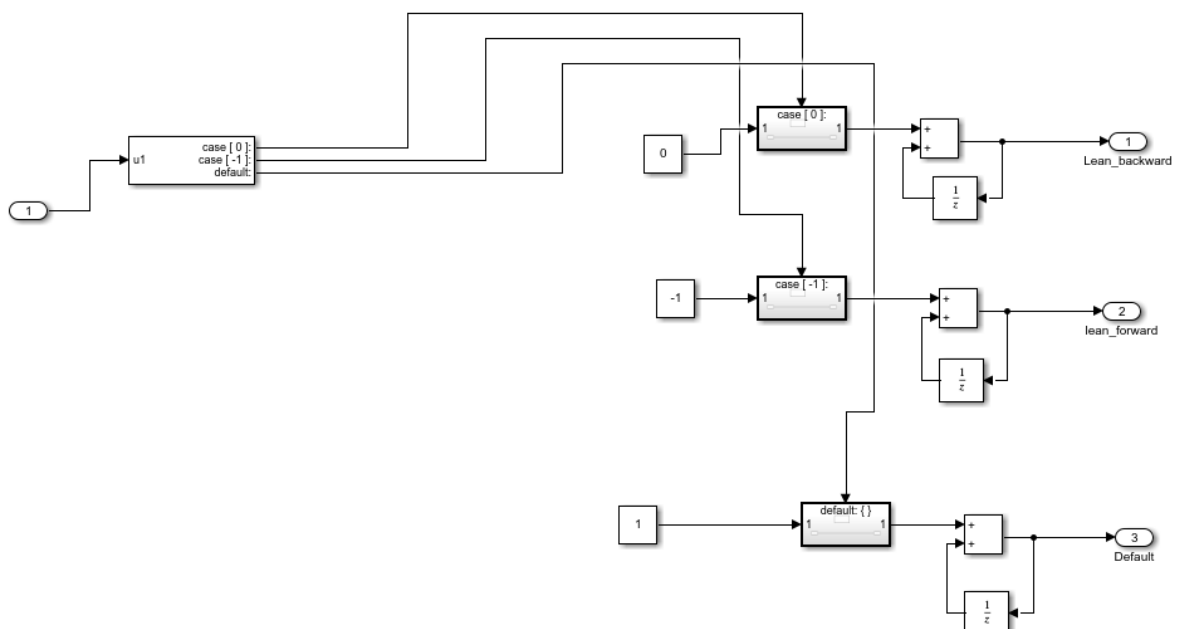 case [ 0 ]:
u1
case [ -1 ]:
default:
1
case [ 0 ]:
1
1
0
+
+
1
Lean_backward
1
z
case [ -1 ]:
-1
1
1
+
+
2
lean_forward
1
z
default: { }
1
1
1
+
+
3
Default
1
z